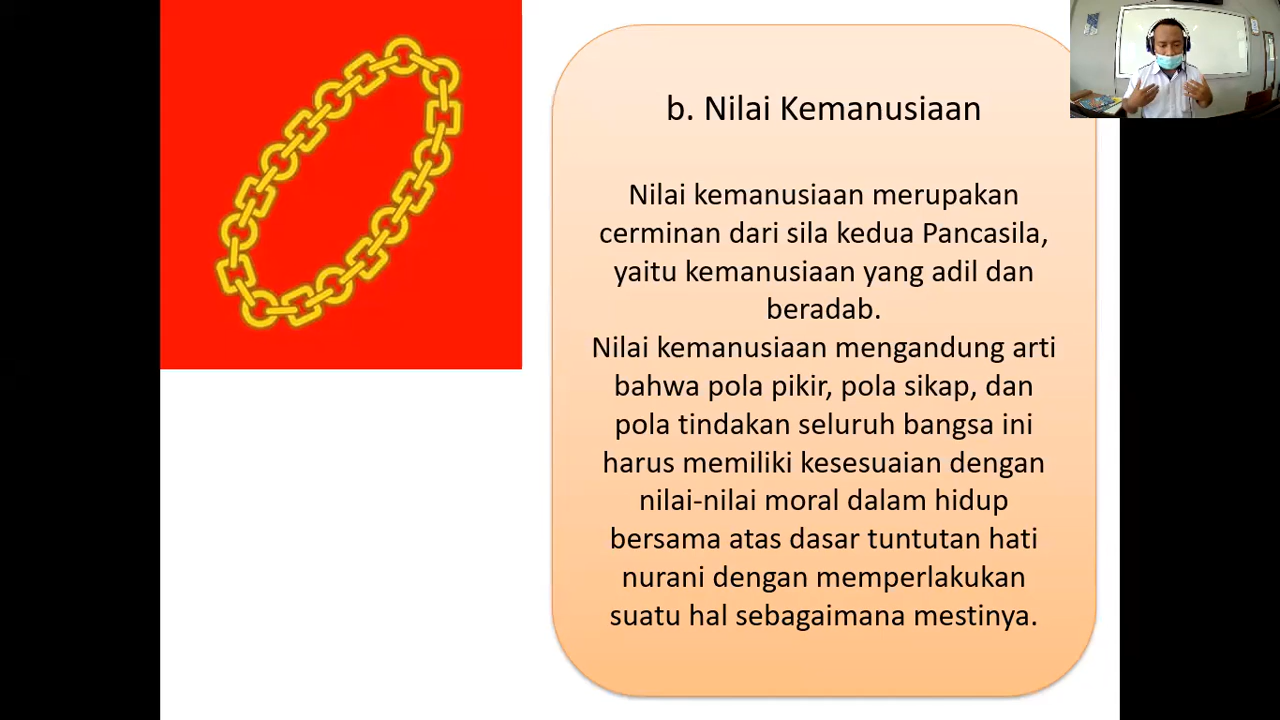 b. Nilai Kemanusiaan
Nilai kemanusiaan merupakan
cerminan dari sila kedua Pancasila,
yaitu kemanusiaan yang adil dan
beradab.
Nilai kemanusiaan mengandung arti
bahwa pola pikir, pola sikap, dan
pola tindakan seluruh bangsa ini
harus memiliki kesesuaian dengan
nilai-nilai moral dalam hidup
bersama atas dasar tuntutan hati
nurani dengan memperlakukan
suatu hal sebagaimana mestinya.